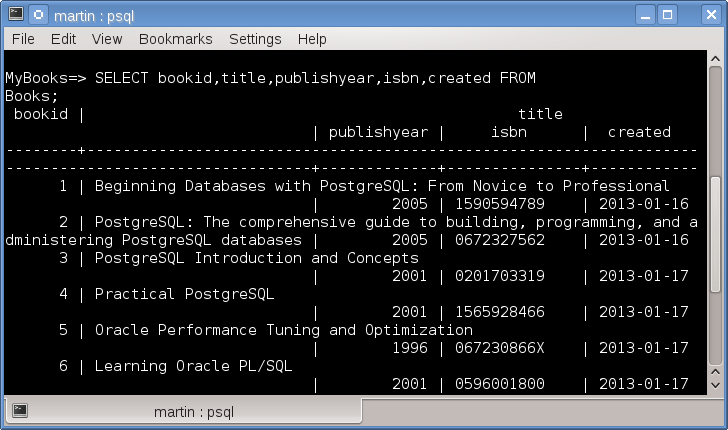 martin : psql
File Edit View Bookmarks Settings Help
MyBooks=> SELECT bookid,title,publishyear,isbn,created FROM
Books;
 bookid |                                                title
                                  | publishyear |     isbn      |  created
--------+--------------------------------------------------------------------
----------------------------------+-------------+---------------+------------
      1 | Beginning Databases with PostgreSQL: From Novice to Professional
                                  |        2005 | 1590594789    | 2013-01-16
      2 | PostgreSQL: The comprehensive guide to building, programming, and a
dministering PostgreSQL databases |        2005 | 0672327562    | 2013-01-16
      3 | PostgreSQL Introduction and Concepts
                                  |        2001 | 0201703319    | 2013-01-17
      4 | Practical PostgreSQL
                                  |        2001 | 1565928466    | 2013-01-17
      5 | Oracle Performance Tuning and Optimization
                                  |        1996 | 067230866X    | 2013-01-17
      6 | Learning Oracle PL/SQL
                                  |        2001 | 0596001800    | 2013-01-17
martin : psql